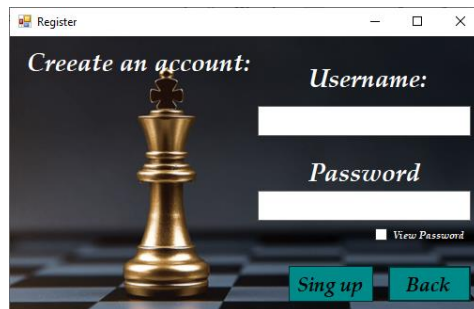 Register
Creeate an account:
Username:
Password
View Password
Sing up
Back